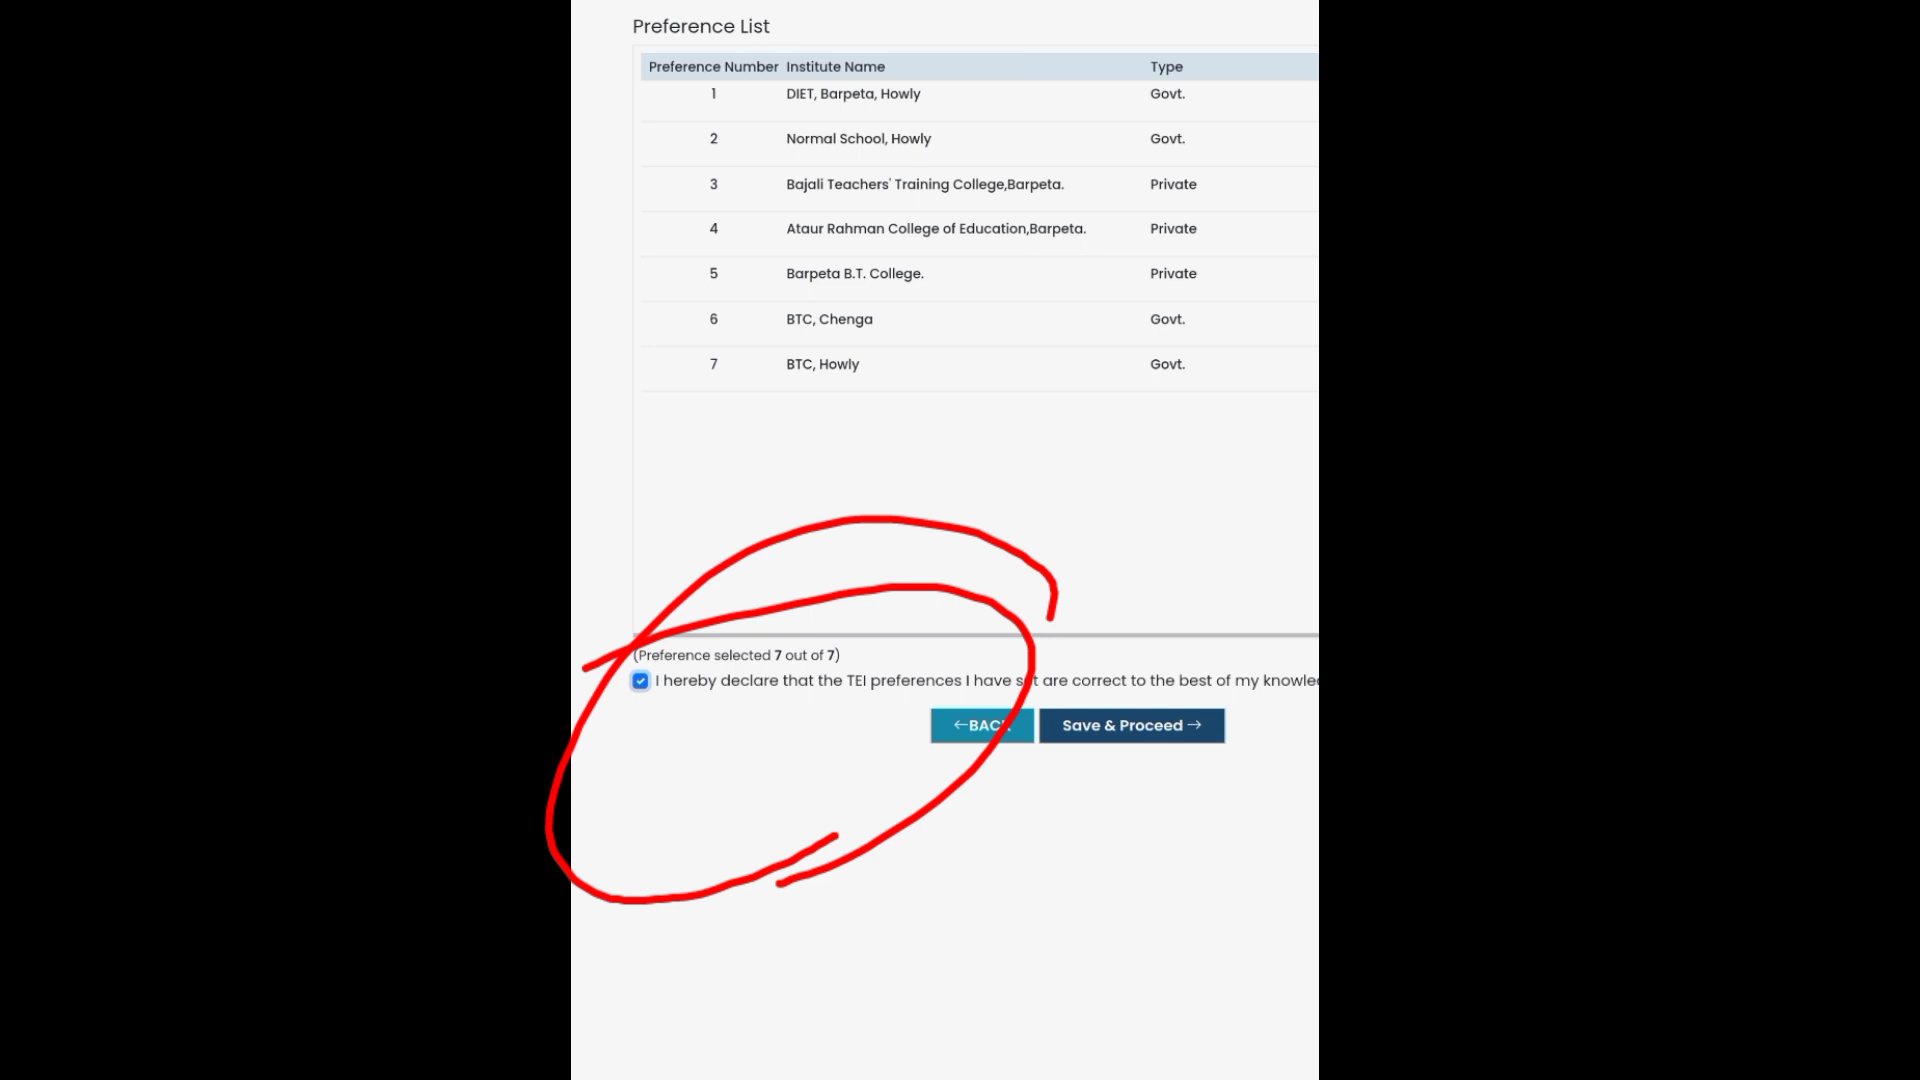 Preference List
Preference Number Institute Name Type
1 DIET, Barpeta, Howly Govt.
2 Normal School, Howly Govt.
3 Bajali Teachers' Training College,Barpeta. Private
4 Ataur Rahman College of Education,Barpeta. Private
5 Barpeta B.T. College. Private
6 BTC, Chenga Govt.
7 BTC, Howly Govt.
(Preference selected 7 out of 7)
I hereby declare that the TEI preferences I have set are correct to the best of my knowle
←BACK Save & Proceed →